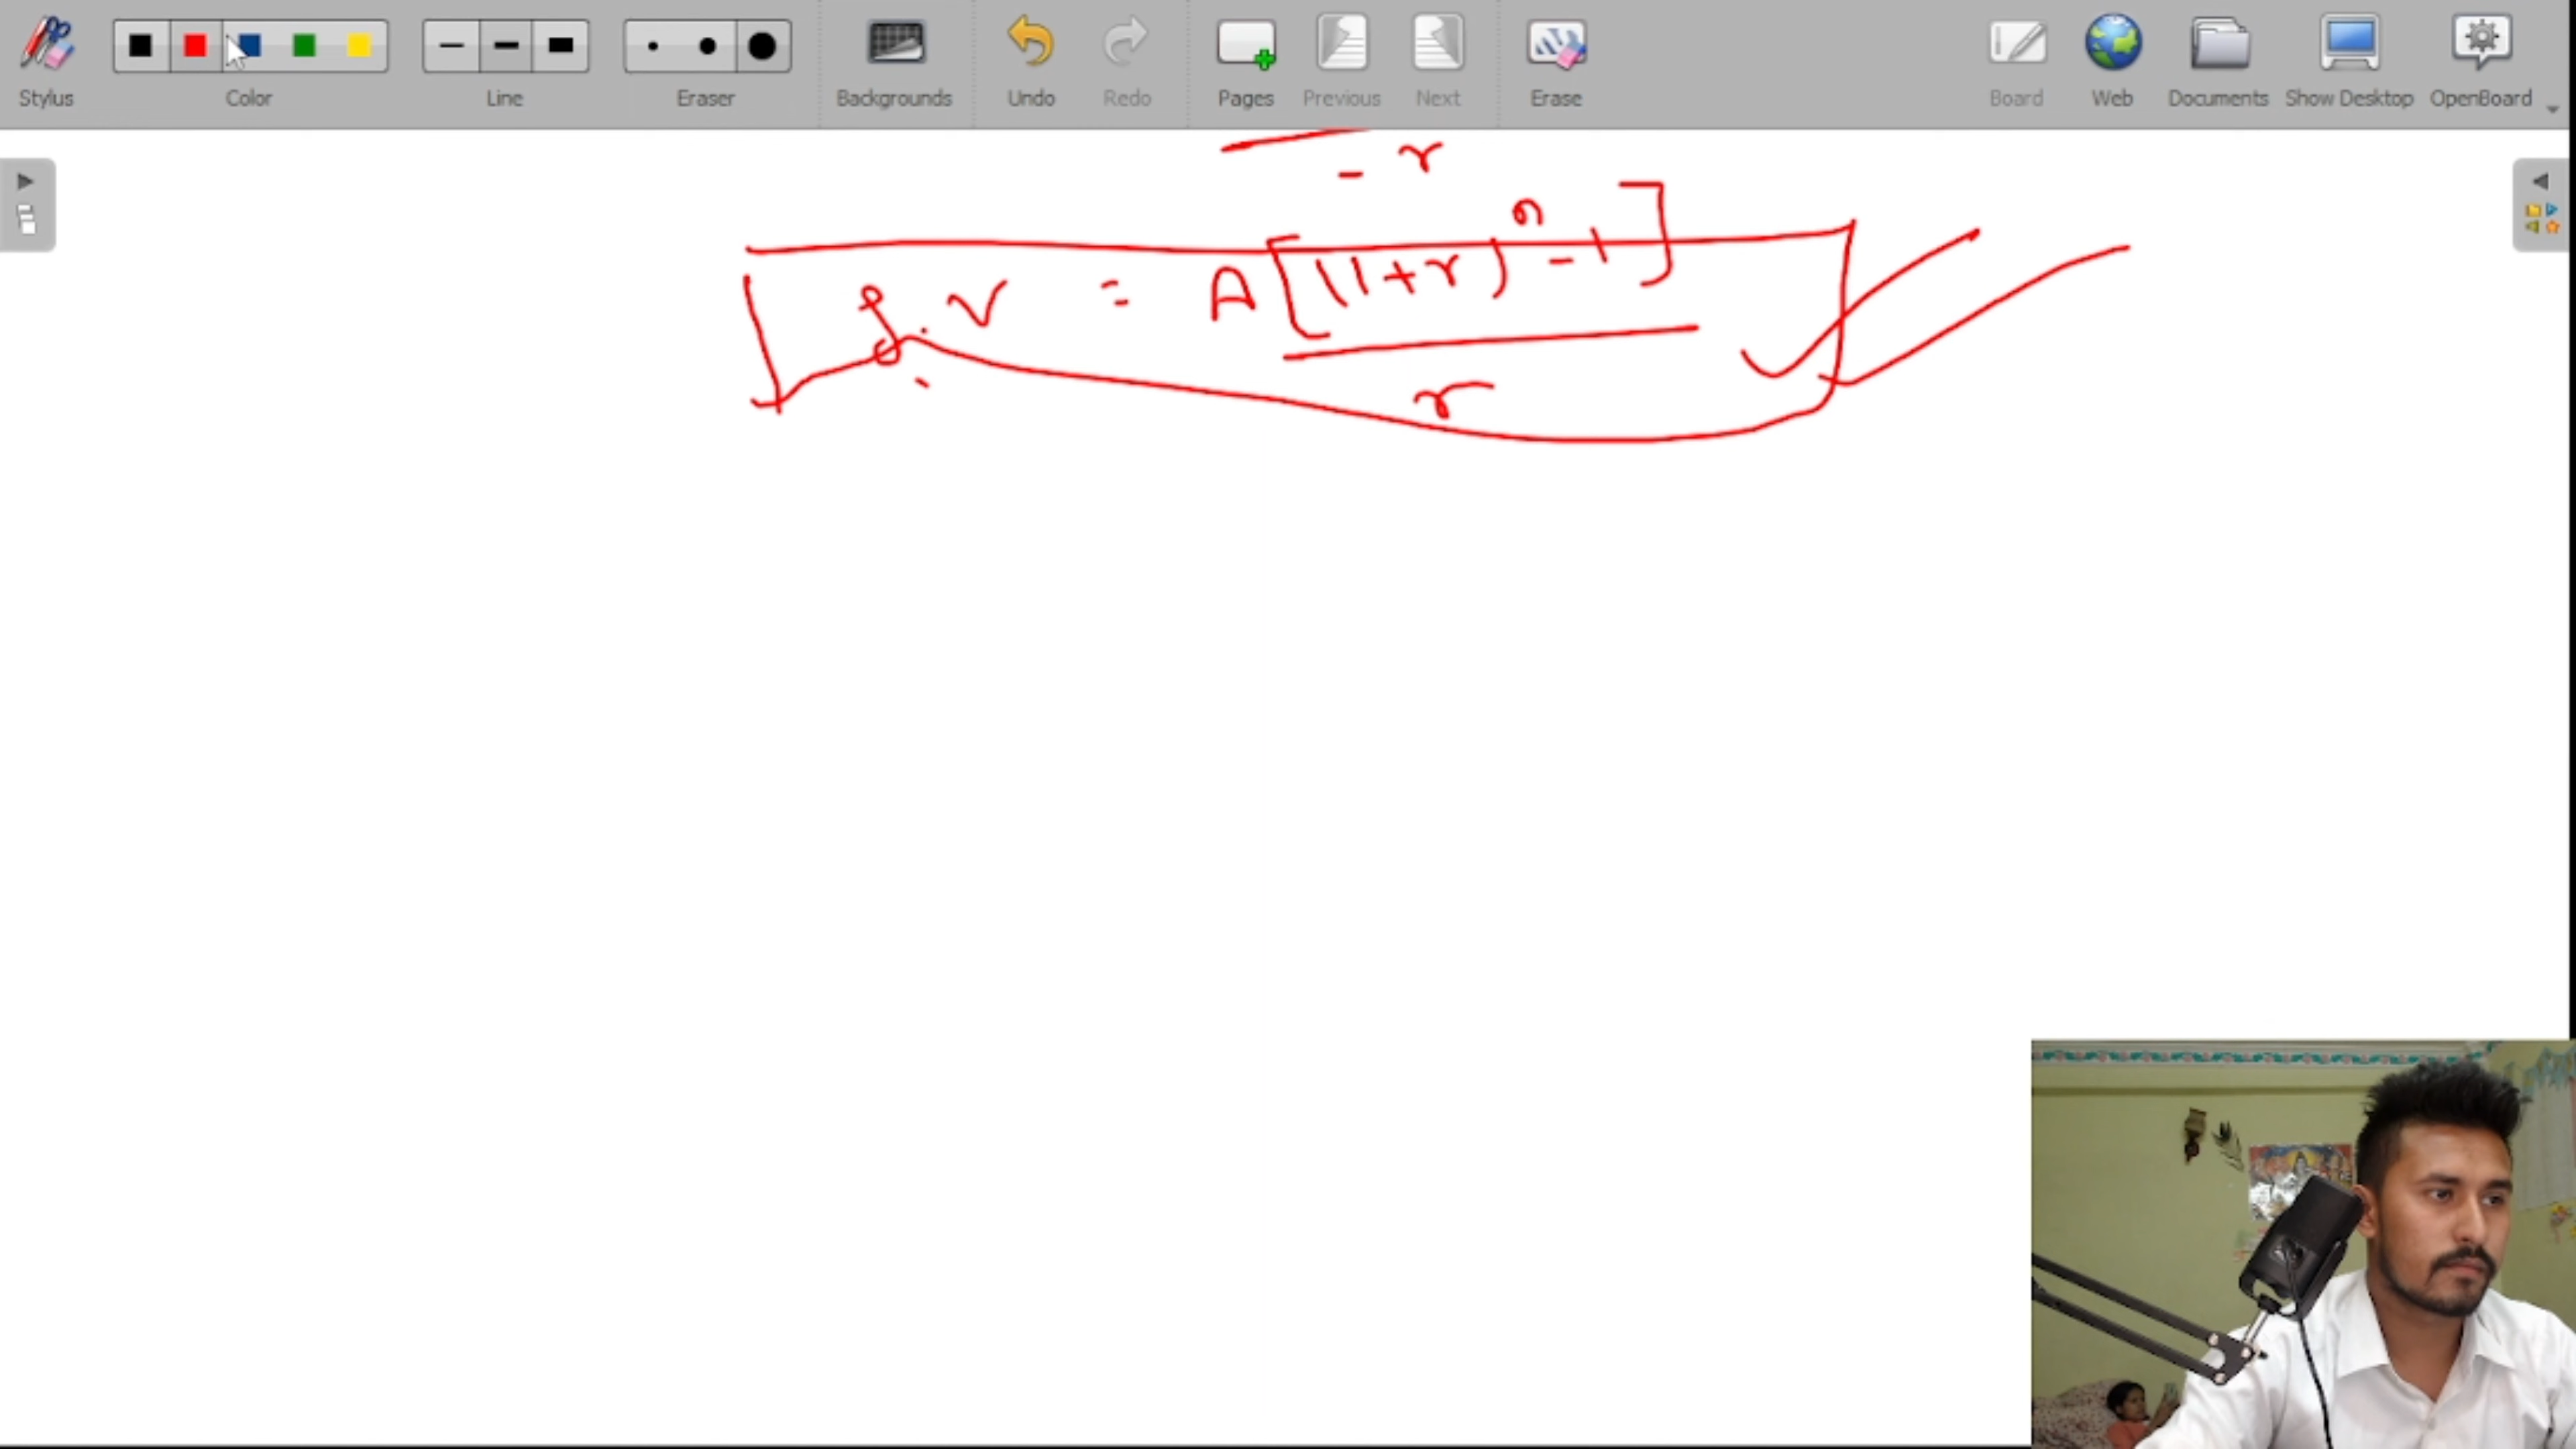 Stylus Color Line Eraser Backgrounds Undo Redo Pages Previous Next Erase Board Web Documents Show Desktop OpenBoard
- r
f.V = A[(1+r)^n - 1]
r